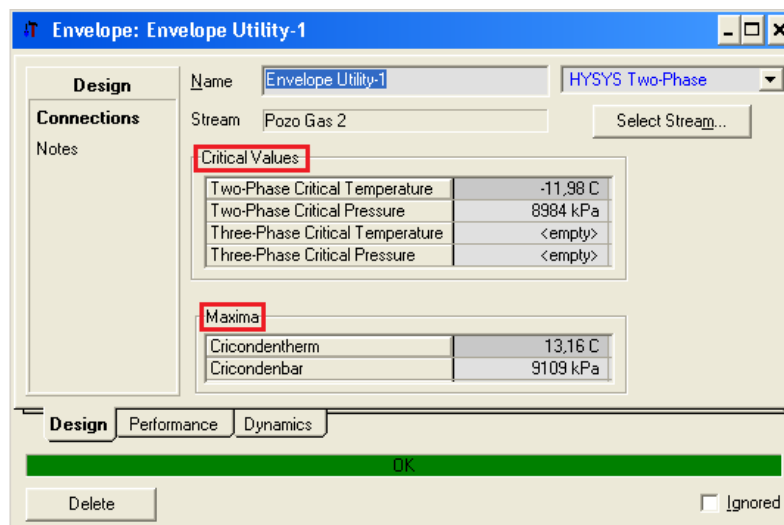 Envelope: Envelope Utility-1
Design
Connections
Notes
Name Envelope Utility-1 HYSYS Two-Phase
Stream Pozo Gas 2 Select Stream...
Critical Values
Two-Phase Critical Temperature -11,98 C
Two-Phase Critical Pressure 8984 kPa
Three-Phase Critical Temperature <empty>
Three-Phase Critical Pressure <empty>
Maxima
Cricondentherm 13,16 C
Cricondenbar 9109 kPa
Design Performance Dynamics
OK
Delete Ignored